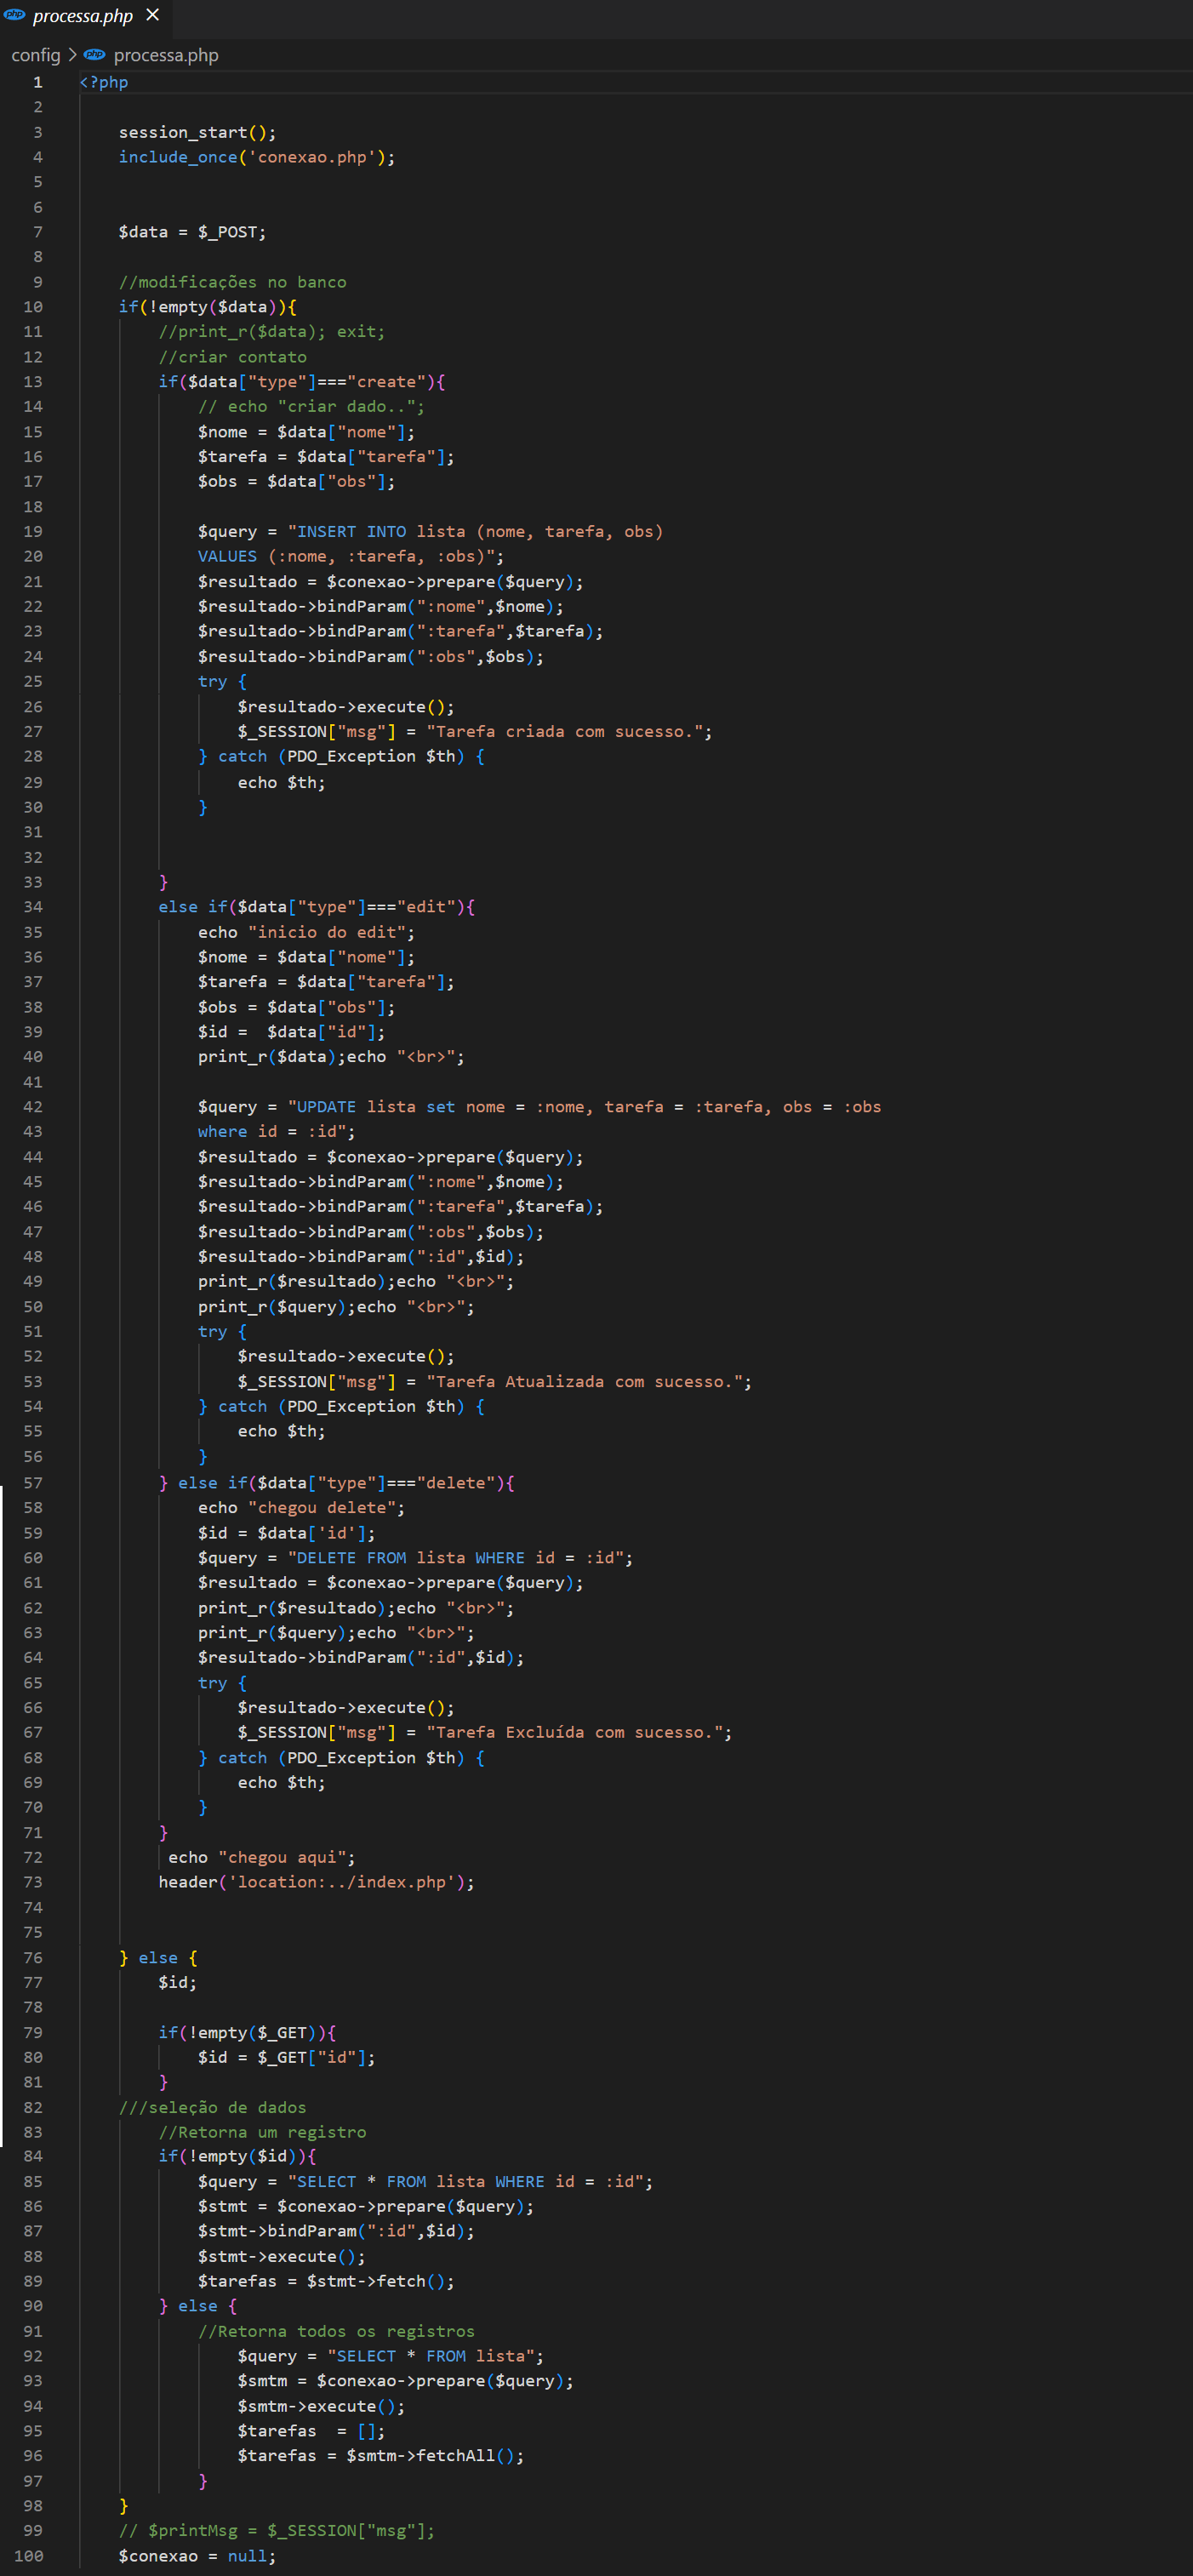 php processa.php ×
config > php processa.php
1 <?php
2
3 session_start();
4 include_once('conexao.php');
5
6
7 $data = $_POST;
8
9 //modificações no banco
10 if(!empty($data)){
11 //print_r($data); exit;
12 //criar contato
13 if($data["type"]==="create"){
14 // echo "criar dado..";
15 $nome = $data["nome"];
16 $tarefa = $data["tarefa"];
17 $obs = $data["obs"];
18
19 $query = "INSERT INTO lista (nome, tarefa, obs)
20 VALUES (:nome, :tarefa, :obs)";
21 $resultado = $conexao->prepare($query);
22 $resultado->bindParam(":nome",$nome);
23 $resultado->bindParam(":tarefa",$tarefa);
24 $resultado->bindParam(":obs",$obs);
25 try {
26 $resultado->execute();
27 $_SESSION["msg"] = "Tarefa criada com sucesso.";
28 } catch (PDO_Exception $th) {
29 echo $th;
30 }
31
32
33 }
34 else if($data["type"]==="edit"){
35 echo "inicio do edit";
36 $nome = $data["nome"];
37 $tarefa = $data["tarefa"];
38 $obs = $data["obs"];
39 $id =  $data["id"];
40 print_r($data);echo "<br>";
41
42 $query = "UPDATE lista set nome = :nome, tarefa = :tarefa, obs = :obs
43 where id = :id";
44 $resultado = $conexao->prepare($query);
45 $resultado->bindParam(":nome",$nome);
46 $resultado->bindParam(":tarefa",$tarefa);
47 $resultado->bindParam(":obs",$obs);
48 $resultado->bindParam(":id",$id);
49 print_r($resultado);echo "<br>";
50 print_r($query);echo "<br>";
51 try {
52 $resultado->execute();
53 $_SESSION["msg"] = "Tarefa Atualizada com sucesso.";
54 } catch (PDO_Exception $th) {
55 echo $th;
56 }
57 } else if($data["type"]==="delete"){
58 echo "chegou delete";
59 $id = $data['id'];
60 $query = "DELETE FROM lista WHERE id = :id";
61 $resultado = $conexao->prepare($query);
62 print_r($resultado);echo "<br>";
63 print_r($query);echo "<br>";
64 $resultado->bindParam(":id",$id);
65 try {
66 $resultado->execute();
67 $_SESSION["msg"] = "Tarefa Excluída com sucesso.";
68 } catch (PDO_Exception $th) {
69 echo $th;
70 }
71 }
72 echo "chegou aqui";
73 header('location:../index.php');
74
75
76 } else {
77 $id;
78
79 if(!empty($_GET)){
80 $id = $_GET["id"];
81 }
82 ///seleção de dados
83 //Retorna um registro
84 if(!empty($id)){
85 $query = "SELECT * FROM lista WHERE id = :id";
86 $stmt = $conexao->prepare($query);
87 $stmt->bindParam(":id",$id);
88 $stmt->execute();
89 $tarefas = $stmt->fetch();
90 } else {
91 //Retorna todos os registros
92 $query = "SELECT * FROM lista";
93 $smtm = $conexao->prepare($query);
94 $smtm->execute();
95 $tarefas  = [];
96 $tarefas = $smtm->fetchAll();
97 }
98 }
99 // $printMsg = $_SESSION["msg"];
100 $conexao = null;